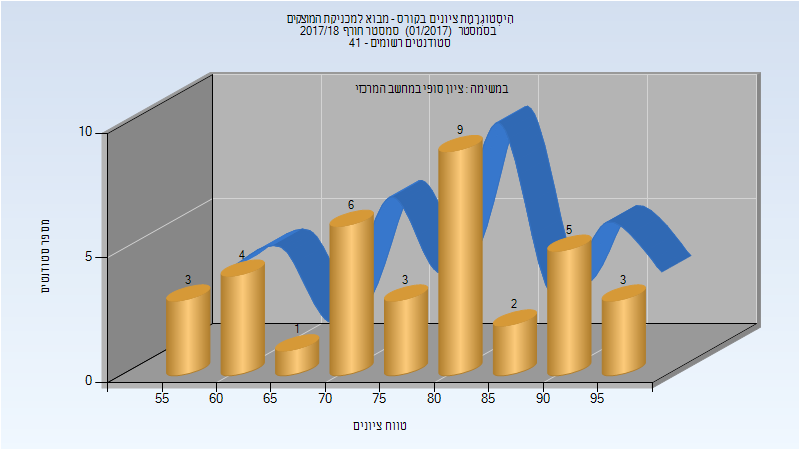 היסטוגרמת ציונים בקורס - מבוא למכניקת המוצקים
בסמסטר (01/2017) סמסטר חורף 2017/18
סטודנטים רשומים - 41
במשימה : ציון סופי במחשב המרכזי
מספר סטודנטים
10
5
0
3
4
1
6
3
9
2
5
3
55 60 65 70 75 80 85 90 95
טווח ציונים